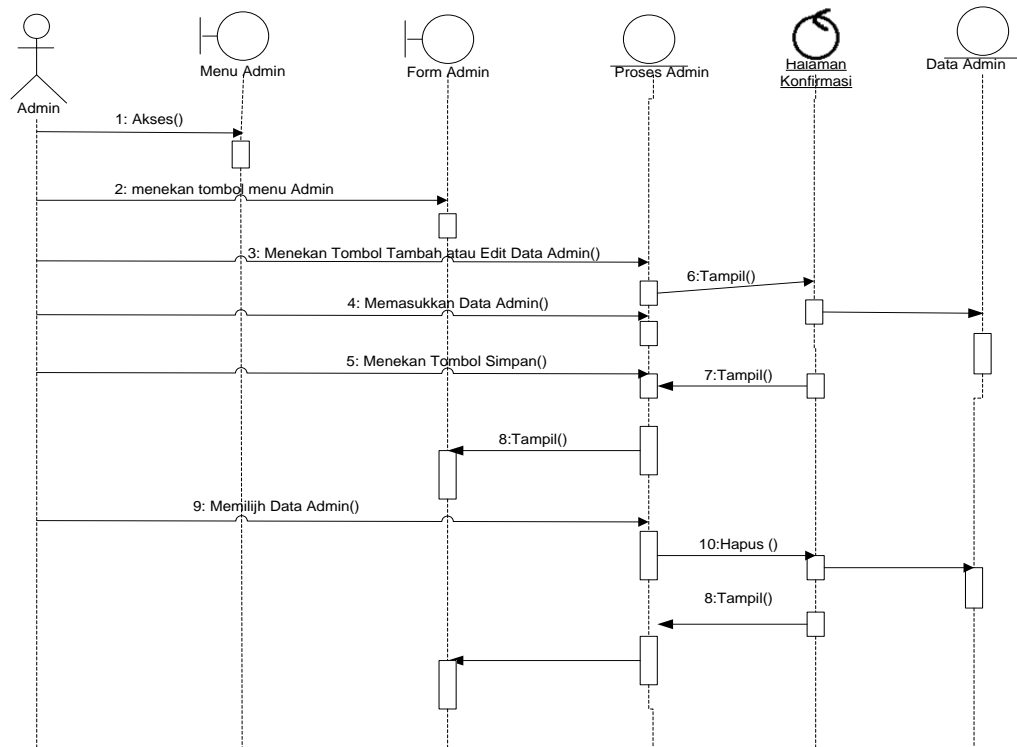 Menu Admin
Form Admin
Proses Admin
Halaman
Konfirmasi
Data Admin
Admin
1: Akses()
2: menekan tombol menu Admin
3: Menekan Tombol Tambah atau Edit Data Admin()
6:Tampil()
4: Memasukkan Data Admin()
5: Menekan Tombol Simpan()
7:Tampil()
8:Tampil()
9: Memilijh Data Admin()
10:Hapus ()
8:Tampil()